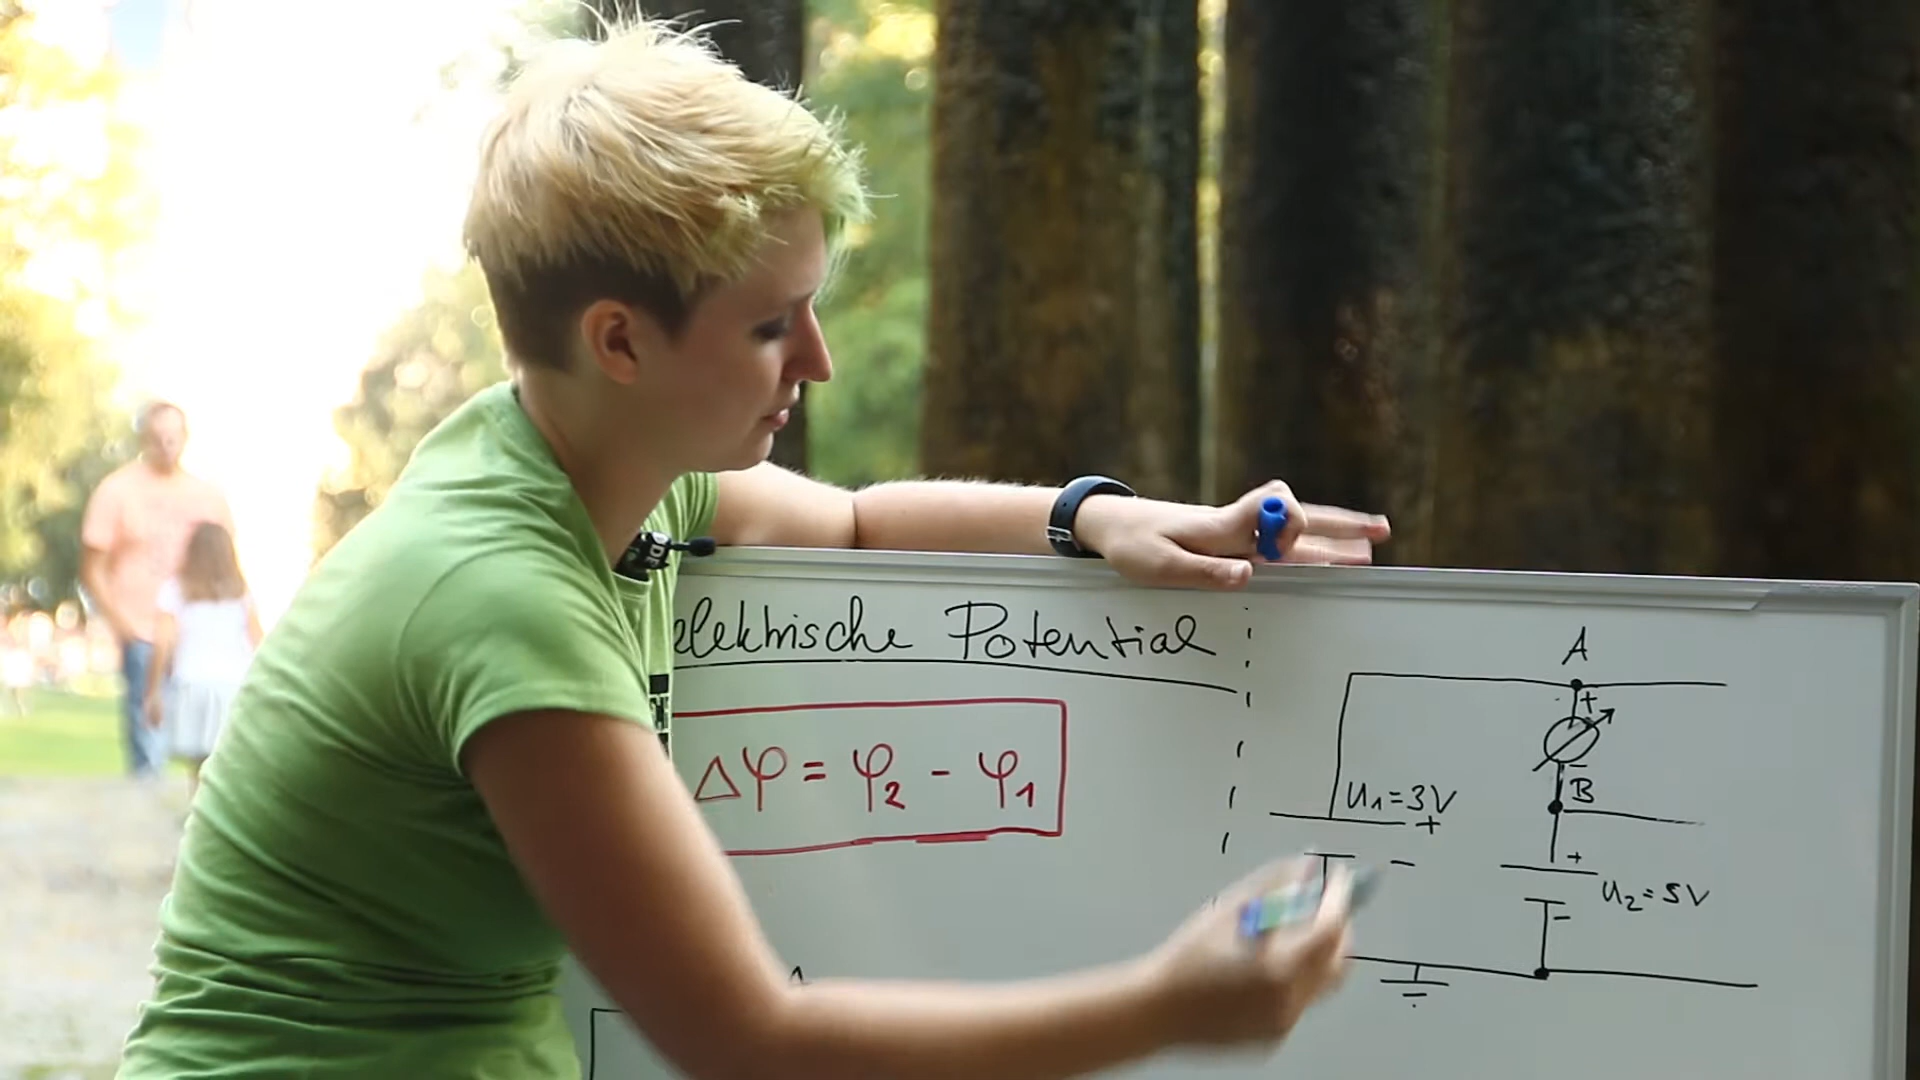 elektrische Potential
Δφ = φ₂ - φ₁
A
+
-
B
U₁=3V
+
-
+
U₂=5V
-